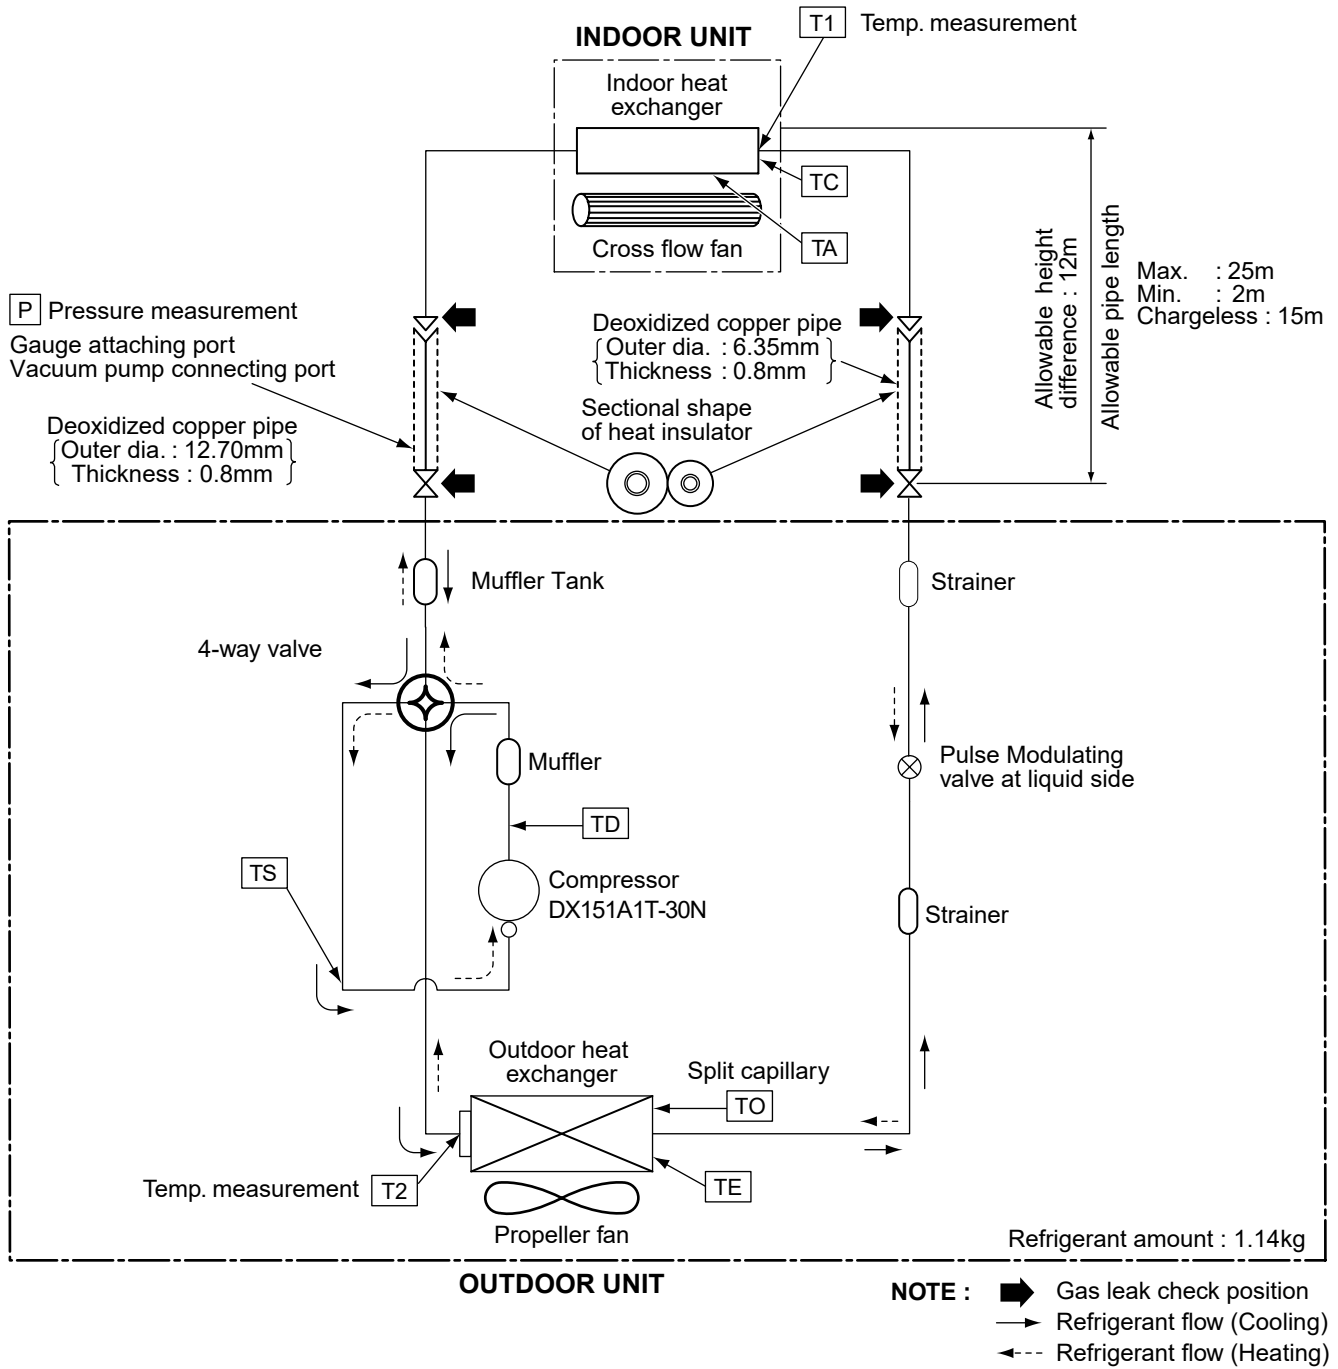 T1 Temp. measurement
INDOOR UNIT
Indoor heat
exchanger
TC
Cross flow fan
TA
Allowable height
difference : 12m
Allowable pipe length
Max. : 25m
Min. : 2m
Chargeless : 15m
P Pressure measurement
Gauge attaching port
Vacuum pump connecting port
Deoxidized copper pipe
Outer dia. : 12.70mm
Thickness : 0.8mm
Deoxidized copper pipe
Outer dia. : 6.35mm
Thickness : 0.8mm
Sectional shape
of heat insulator
Muffler Tank
Strainer
4-way valve
Muffler
Pulse Modulating
valve at liquid side
TD
TS
Compressor
DX151A1T-30N
Strainer
Outdoor heat
exchanger
Split capillary
TO
Temp. measurement T2
TE
Propeller fan
Refrigerant amount : 1.14kg
OUTDOOR UNIT
NOTE : Gas leak check position
Refrigerant flow (Cooling)
Refrigerant flow (Heating)